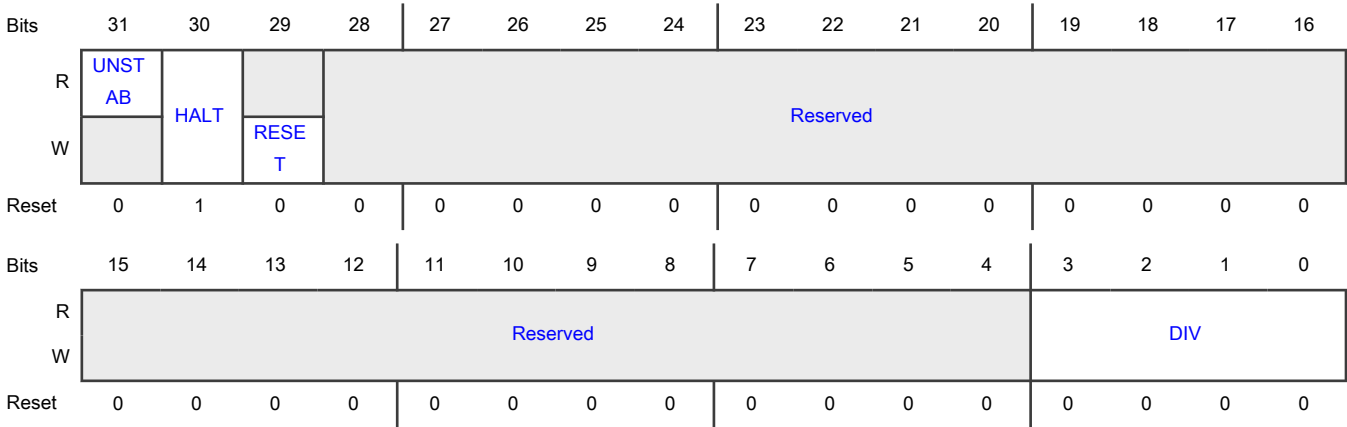 Bits 31 30 29 28 27 26 25 24 23 22 21 20 19 18 17 16
R UNST
AB HALT Reserved
W RESE
T
Reset 0 1 0 0 0 0 0 0 0 0 0 0 0 0 0 0
Bits 15 14 13 12 11 10 9 8 7 6 5 4 3 2 1 0
R
Reserved DIV
W
Reset 0 0 0 0 0 0 0 0 0 0 0 0 0 0 0 0